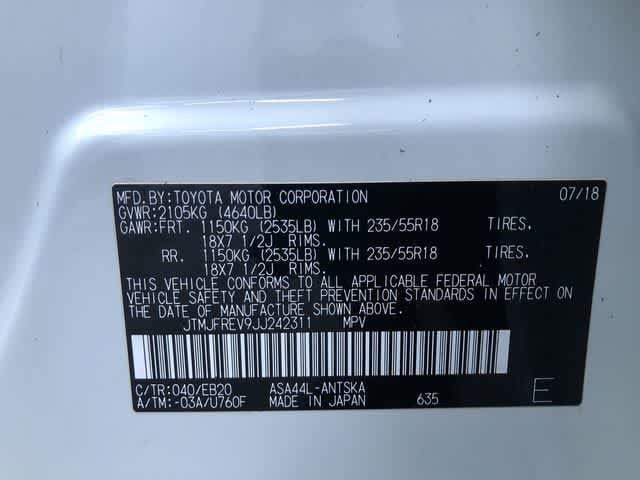 MFD.BY:TOYOTA MOTOR CORPORATION 07/18
GVWR:2105KG (4640LB)
GAWR:FRT. 1150KG (2535LB) WITH 235/55R18 TIRES.
18X7 1/2J RIMS.
RR. 1150KG (2535LB) WITH 235/55R18 TIRES.
18X7 1/2J RIMS.
THIS VEHICLE CONFORMS TO ALL APPLICABLE FEDERAL MOTOR
VEHICLE SAFETY AND THEFT PREVENTION STANDARDS IN EFFECT ON
THE DATE OF MANUFACTURE SHOWN ABOVE.
JTMJFREV9JJ242311 MPV
C/TR:040/EB20 ASA44L-ANTSKA
A/TM:-03A/U760F MADE IN JAPAN 635 E